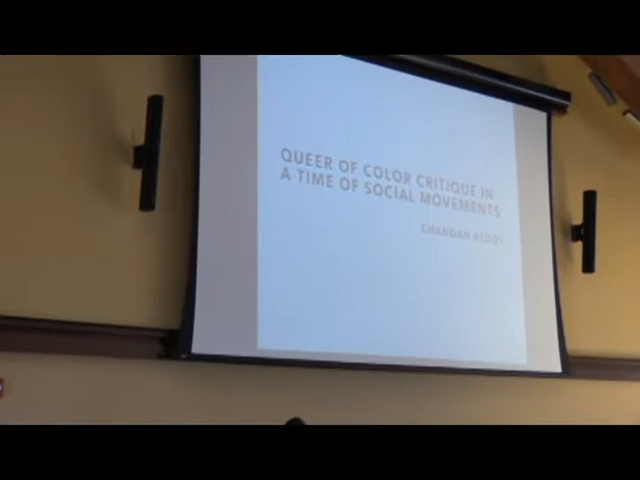 QUEER OF COLOR CRITIQUE IN
A TIME OF SOCIAL MOVEMENTS
CHANDAN REDDY